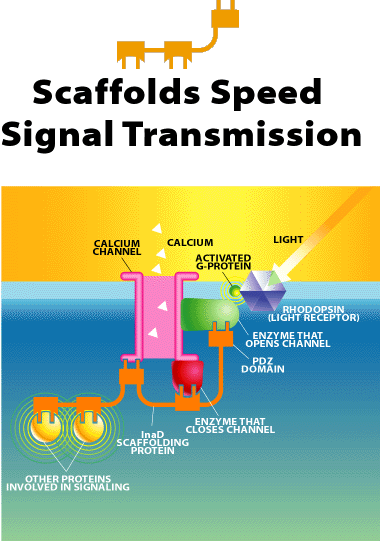 Scaffolds Speed
Signal Transmission
CALCIUM
CHANNEL
CALCIUM
LIGHT
ACTIVATED
G-PROTEIN
RHODOPSIN
(LIGHT RECEPTOR)
ENZYME THAT
OPENS CHANNEL
PDZ
DOMAIN
ENZYME THAT
CLOSES CHANNEL
InaD
SCAFFOLDING
PROTEIN
OTHER PROTEINS
INVOLVED IN SIGNALING